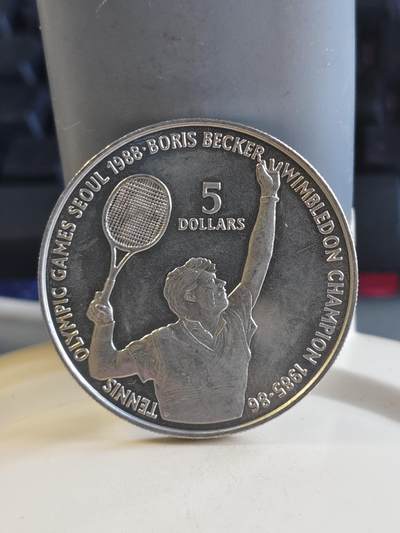 TENNIS OLYMPIC GAMES SEOUL 1988·BORIS BECKER WIMBLEDON CHAMPION 1985-86
5
DOLLARS